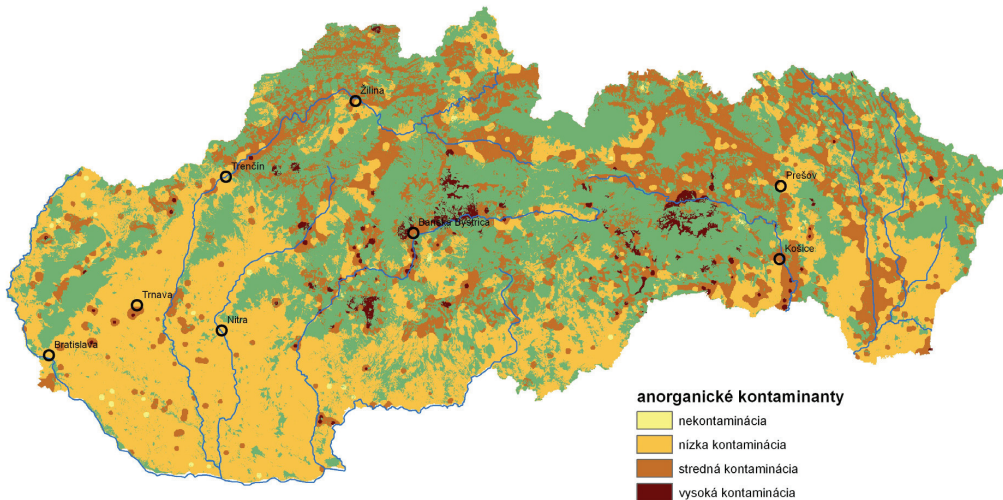 Žilina
Trenčín
Prešov
Banská Bystrica
Košice
Trnava
Nitra
Bratislava
anorganické kontaminanty
nekontaminácia
nízka kontaminácia
stredná kontaminácia
vysoká kontaminácia